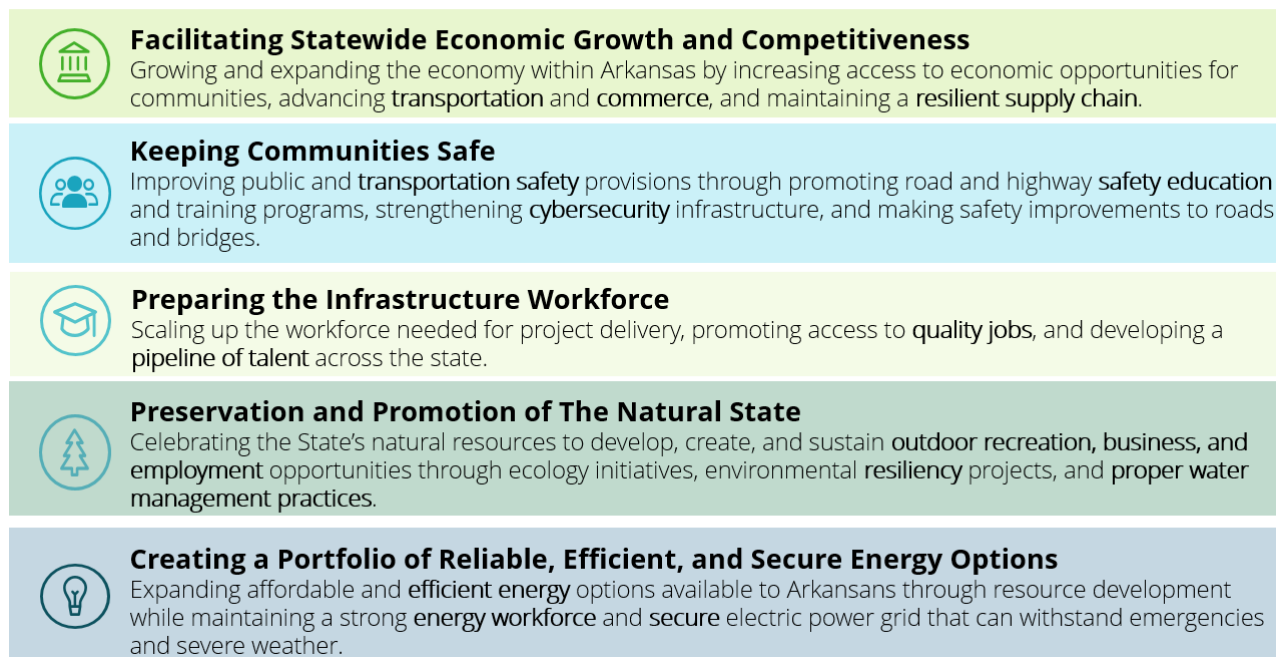 Facilitating Statewide Economic Growth and Competitiveness
Growing and expanding the economy within Arkansas by increasing access to economic opportunities for
communities, advancing transportation and commerce, and maintaining a resilient supply chain.
Keeping Communities Safe
Improving public and transportation safety provisions through promoting road and highway safety education
and training programs, strengthening cybersecurity infrastructure, and making safety improvements to roads
and bridges.
Preparing the Infrastructure Workforce
Scaling up the workforce needed for project delivery, promoting access to quality jobs, and developing a
pipeline of talent across the state.
Preservation and Promotion of The Natural State
Celebrating the State’s natural resources to develop, create, and sustain outdoor recreation, business, and
employment opportunities through ecology initiatives, environmental resiliency projects, and proper water
management practices.
Creating a Portfolio of Reliable, Efficient, and Secure Energy Options
Expanding affordable and efficient energy options available to Arkansans through resource development
while maintaining a strong energy workforce and secure electric power grid that can withstand emergencies
and severe weather.